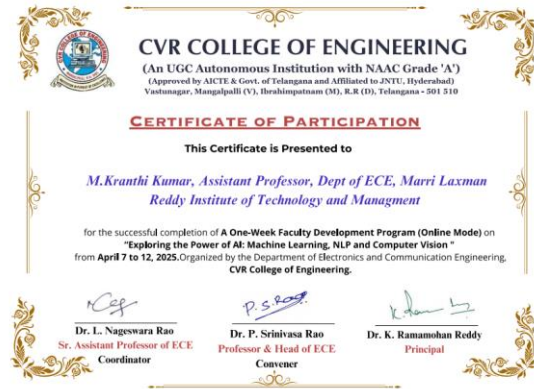 CVR COLLEGE OF ENGINEERING
(An UGC Autonomous Institution with NAAC Grade 'A')
(Approved by AICTE & Govt. of Telangana and Affiliated to JNTU, Hyderabad)
Vastunagar, Mangalpalli (V), Ibrahimpatnam (M), R.R (D), Telangana - 501 510
CERTIFICATE OF PARTICIPATION
This Certificate is Presented to
M.Kranthi Kumar, Assistant Professor, Dept of ECE, Marri Laxman
Reddy Institute of Technology and Managment
for the successful completion of A One-Week Faculty Development Program (Online Mode) on
"Exploring the Power of AI: Machine Learning, NLP and Computer Vision "
from April 7 to 12, 2025.Organized by the Department of Electronics and Communication Engineering,
CVR College of Engineering.
P.S.Rao
Dr. L. Nageswara Rao
Sr. Assistant Professor of ECE
Coordinator
Dr. P. Srinivasa Rao
Professor & Head of ECE
Convener
Dr. K. Ramamohan Reddy
Principal